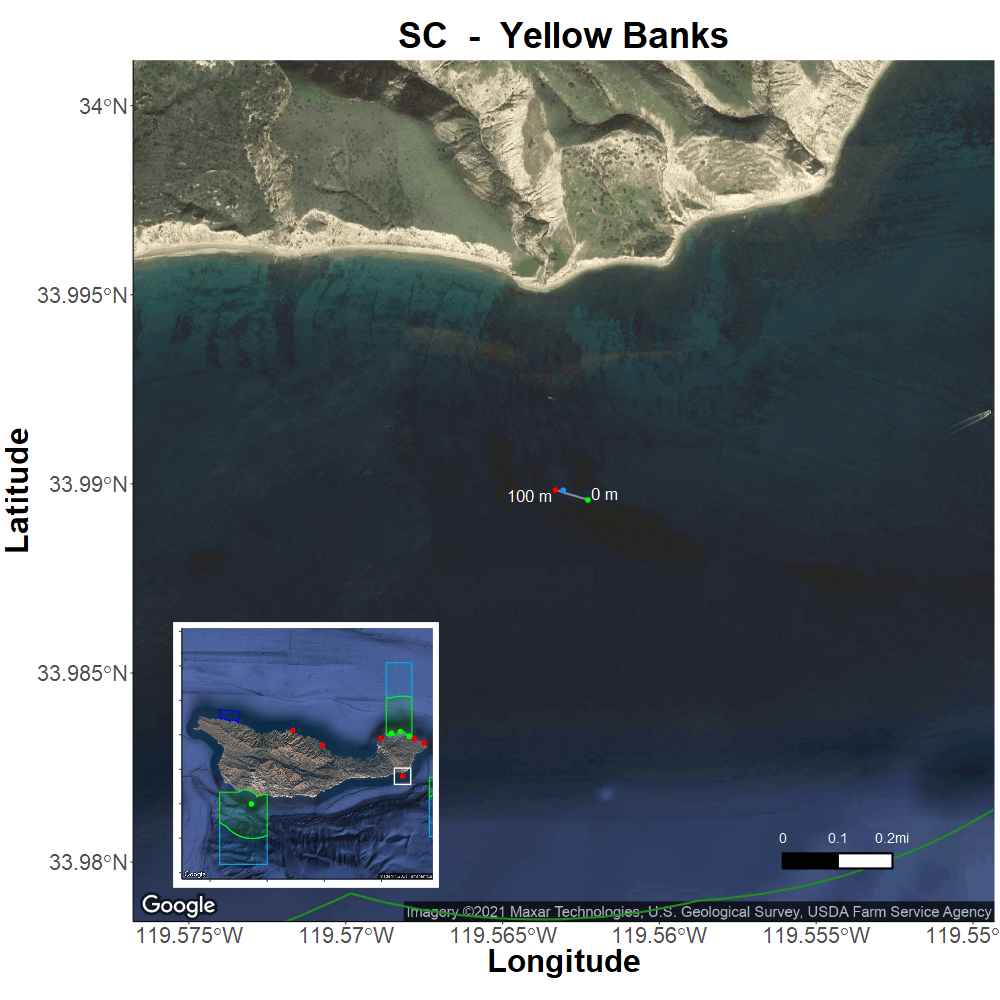 SC - Yellow Banks
34°N
33.995°N
33.99°N
33.985°N
33.98°N
Latitude
100 m
0 m
0 0.1 0.2mi
Google
Google
Imagery ©2021 Maxar Technologies, U.S. Geological Survey, USDA Farm Service Agency
119.575°W 119.57°W 119.565°W 119.56°W 119.555°W 119.55°
Longitude